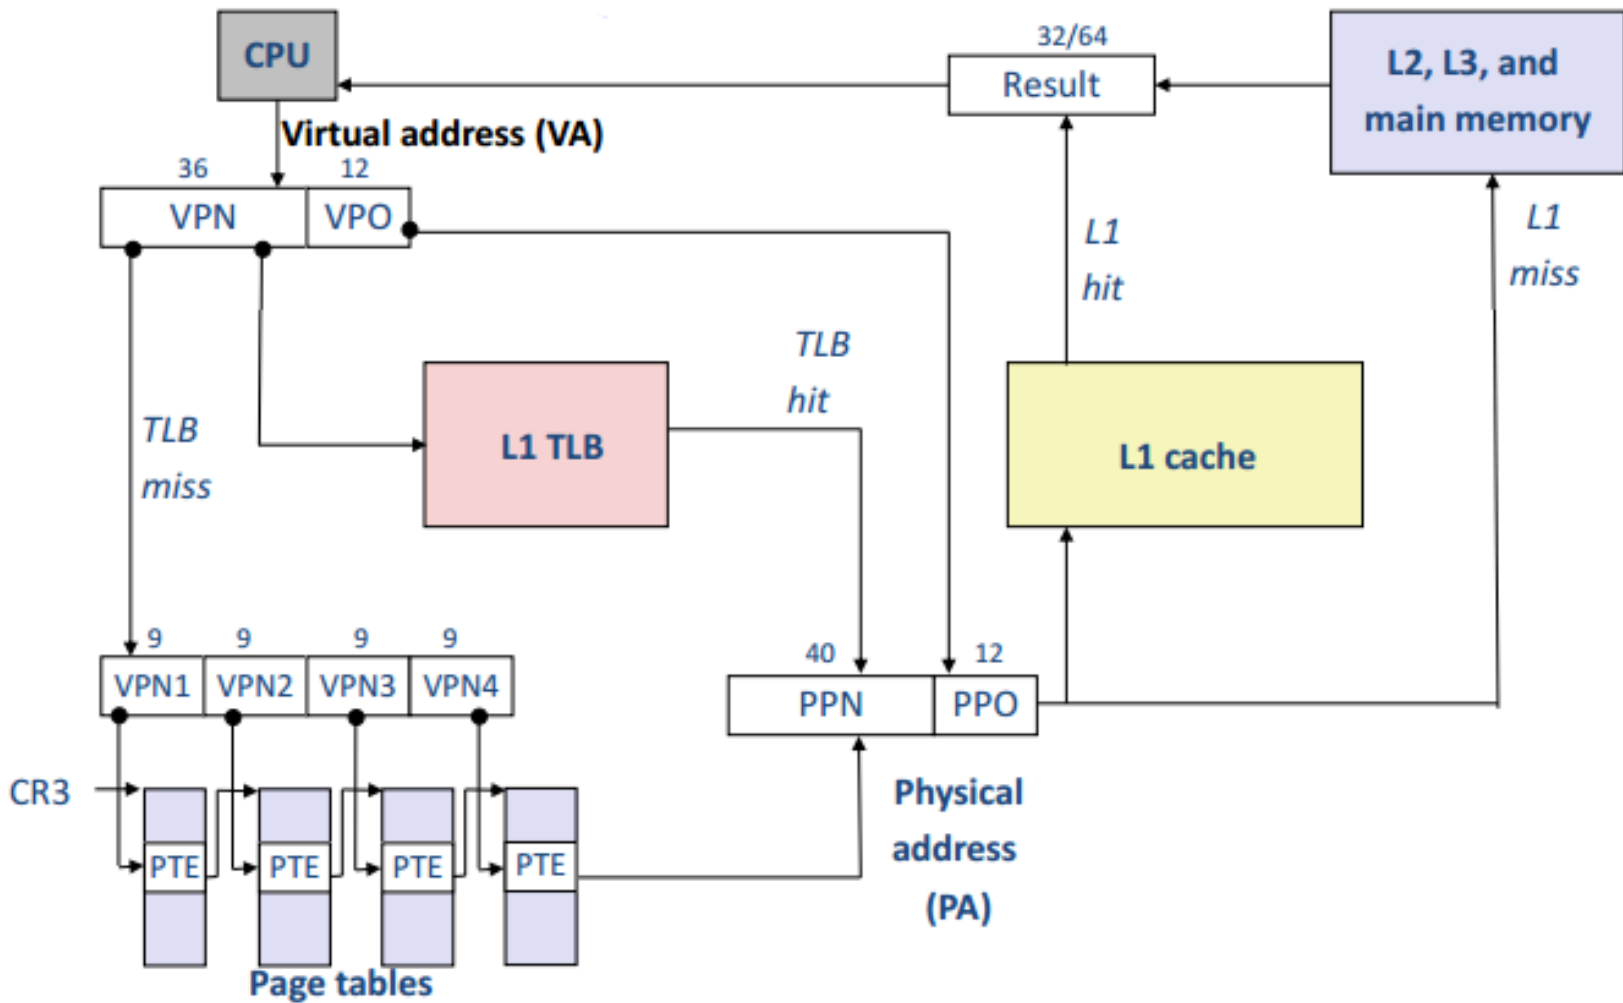 CPU
32/64
Result
L2, L3, and
main memory
Virtual address (VA)
36
12
VPN
VPO
L1
hit
L1
miss
TLB
hit
TLB
miss
L1 TLB
L1 cache
9
9
9
9
VPN1
VPN2
VPN3
VPN4
40
12
PPN
PPO
CR3
PTE
PTE
PTE
PTE
Physical
address
(PA)
Page tables